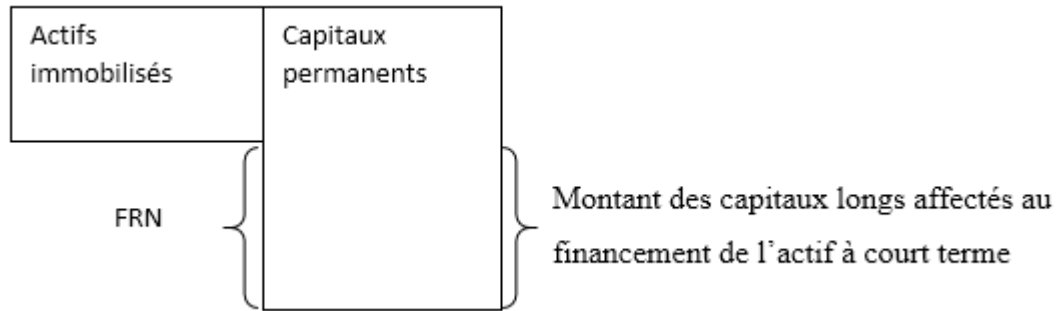 Actifs
immobilisés
Capitaux
permanents
FRN
Montant des capitaux longs affectés au
financement de l’actif à court terme